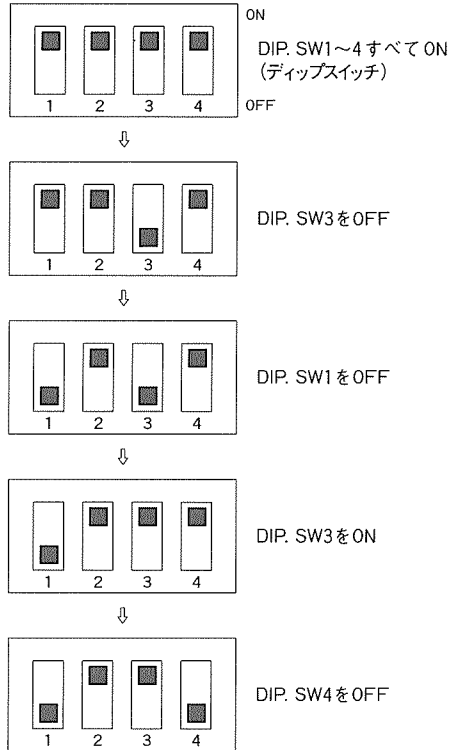 ON
DIP. SW1～4すべてON
(ディップスイッチ)
1 2 3 4 OFF
⇩
DIP. SW3をOFF
1 2 3 4
⇩
DIP. SW1をOFF
1 2 3 4
⇩
DIP. SW3をON
1 2 3 4
⇩
DIP. SW4をOFF
1 2 3 4